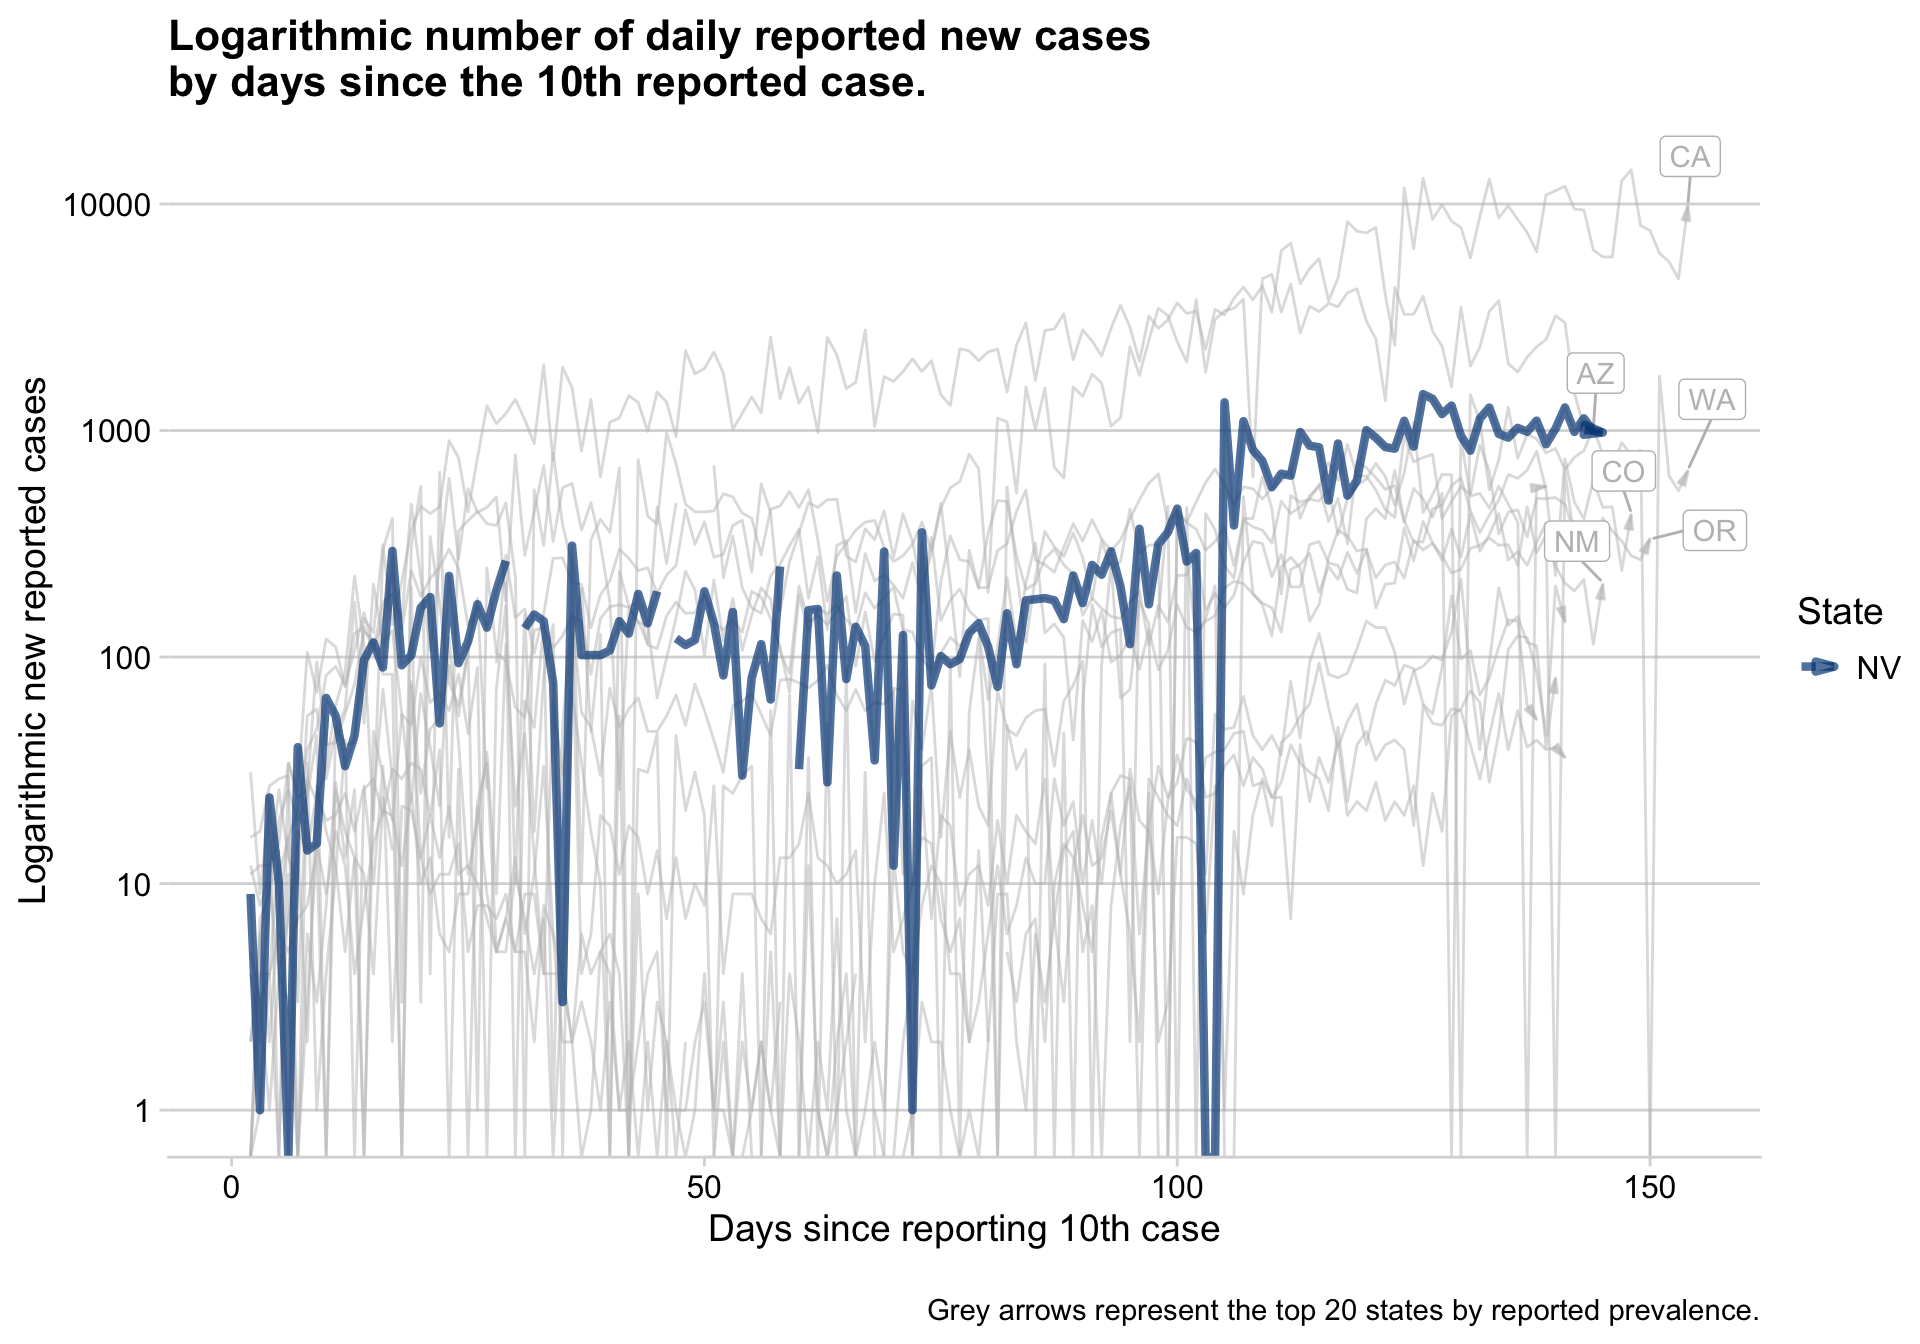 Logarithmic number of daily reported new cases
by days since the 10th reported case.
Logarithmic new reported cases
10000
1000
100
10
1
CA
AZ
WA
CO
OR
NM
State
NV
0
50
100
150
Days since reporting 10th case
Grey arrows represent the top 20 states by reported prevalence.